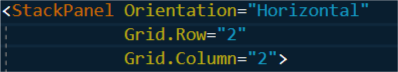 <StackPanel Orientation="Horizontal"
Grid.Row="2"
Grid.Column="2">